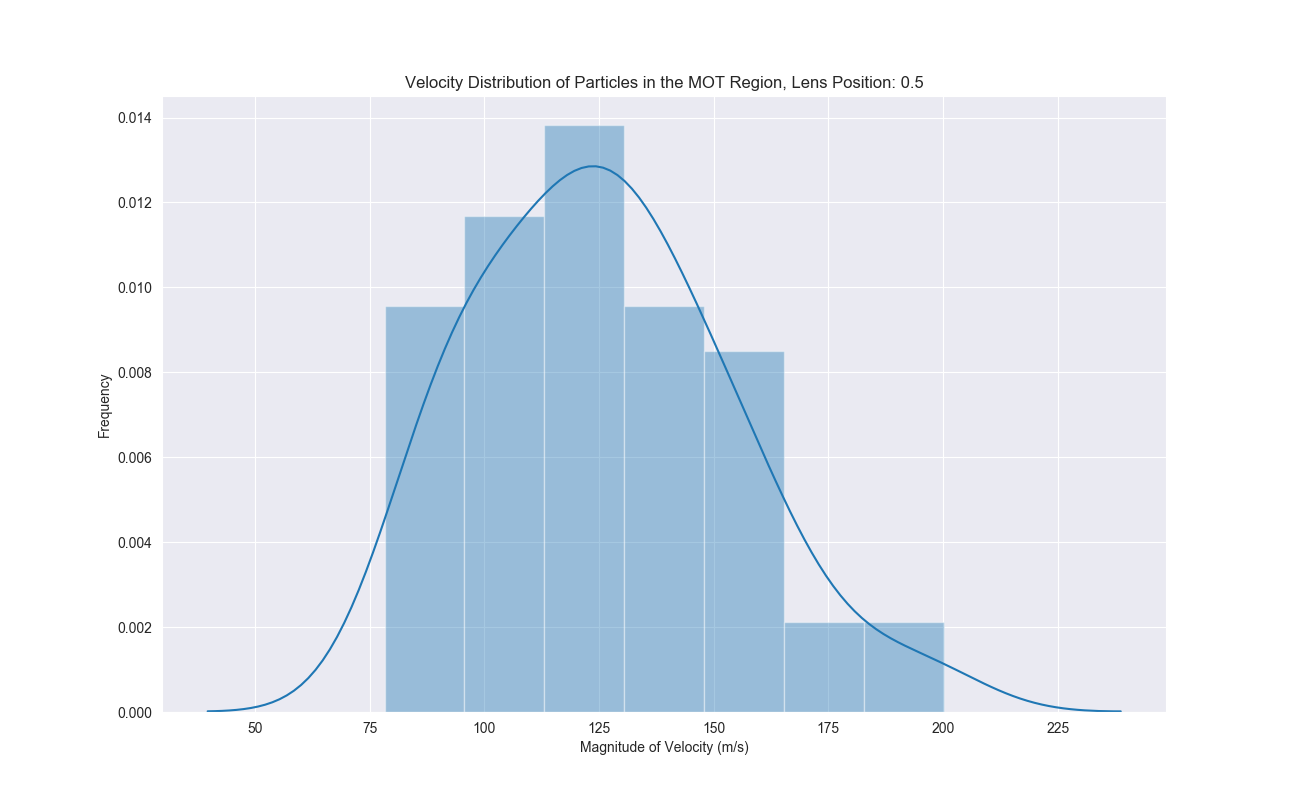 Velocity Distribution of Particles in the MOT Region, Lens Position: 0.5
0.014
0.012
0.010
0.008
0.006
0.004
0.002
0.000
Frequency
50 75 100 125 150 175 200 225
Magnitude of Velocity (m/s)